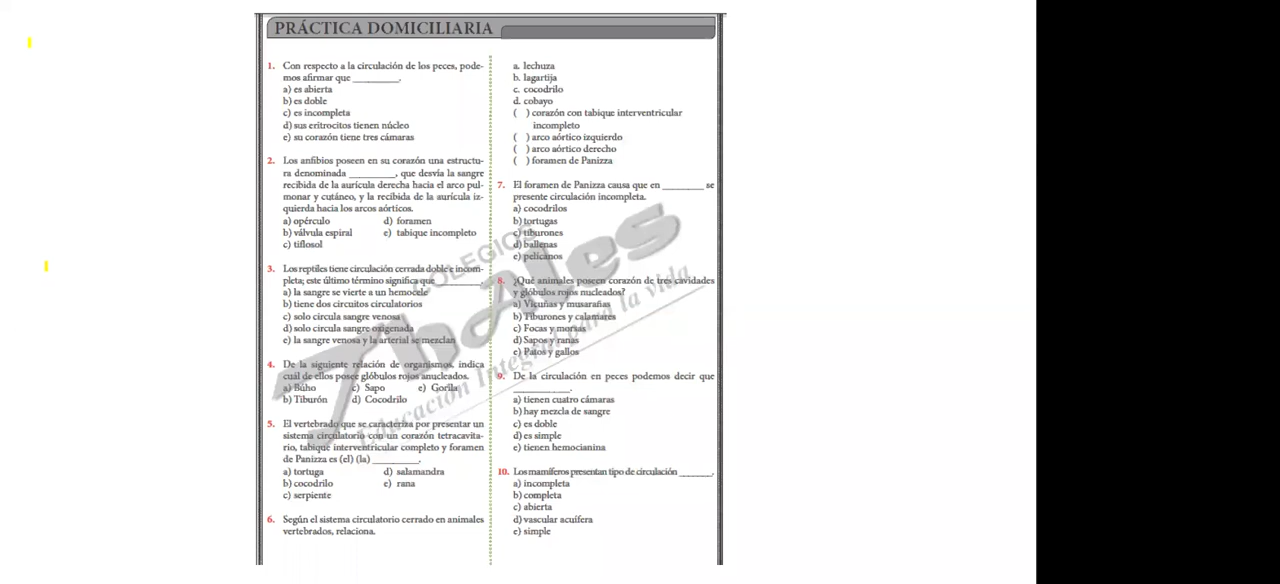 PRÁCTICA DOMICILIARIA
1. Con respecto a la circulación de los peces, pode-
mos afirmar que ________.
a) es abierta
b) es doble
c) es incompleta
d) sus eritrocitos tienen núcleo
e) su corazón tiene tres cámaras
2. Los anfibios poseen en su corazón una estructu-
ra denominada ________, que desvía la sangre
recibida de la aurícula derecha hacia el arco pul-
monar y cutáneo, y la recibida de la aurícula iz-
quierda hacia los arcos aórticos.
a) opérculo d) foramen
b) válvula espiral e) tabique incompleto
c) tiflosol
3. Los reptiles tiene circulación cerrada doble e incom-
pleta; este último término significa que ________.
a) la sangre se vierte a un hemocele
b) tiene dos circuitos circulatorios
c) solo circula sangre venosa
d) solo circula sangre oxigenada
e) la sangre venosa y la arterial se mezclan
4. De la siguiente relación de organismos, indica
cuál de ellos posee glóbulos rojos anucleados.
a) Búho c) Sapo e) Gorila
b) Tiburón d) Cocodrilo
5. El vertebrado que se caracteriza por presentar un
sistema circulatorio con un corazón tetracavita-
rio, tabique interventricular completo y foramen
de Panizza es (el) (la) ________.
a) tortuga d) salamandra
b) cocodrilo e) rana
c) serpiente
6. Según el sistema circulatorio cerrado en animales
vertebrados, relaciona.
a. lechuza
b. lagartija
c. cocodrilo
d. cobayo
( ) corazón con tabique interventricular
incompleto
( ) arco aórtico izquierdo
( ) arco aórtico derecho
( ) foramen de Panizza
7. El foramen de Panizza causa que en ________ se
presente circulación incompleta.
a) cocodrilos
b) tortugas
c) tiburones
d) ballenas
e) pelícanos
8. ¿Qué animales poseen corazón de tres cavidades
y glóbulos rojos nucleados?
a) Vicuñas y musarañas
b) Tiburones y calamares
c) Focas y morsas
d) Sapos y ranas
e) Patos y gallos
9. De la circulación en peces podemos decir que
________.
a) tienen cuatro cámaras
b) hay mezcla de sangre
c) es doble
d) es simple
e) tienen hemocianina
10. Los mamíferos presentan tipo de circulación ________.
a) incompleta
b) completa
c) abierta
d) vascular acuífera
e) simple
COLEGIOS
Thales
Educación Integral para la vida